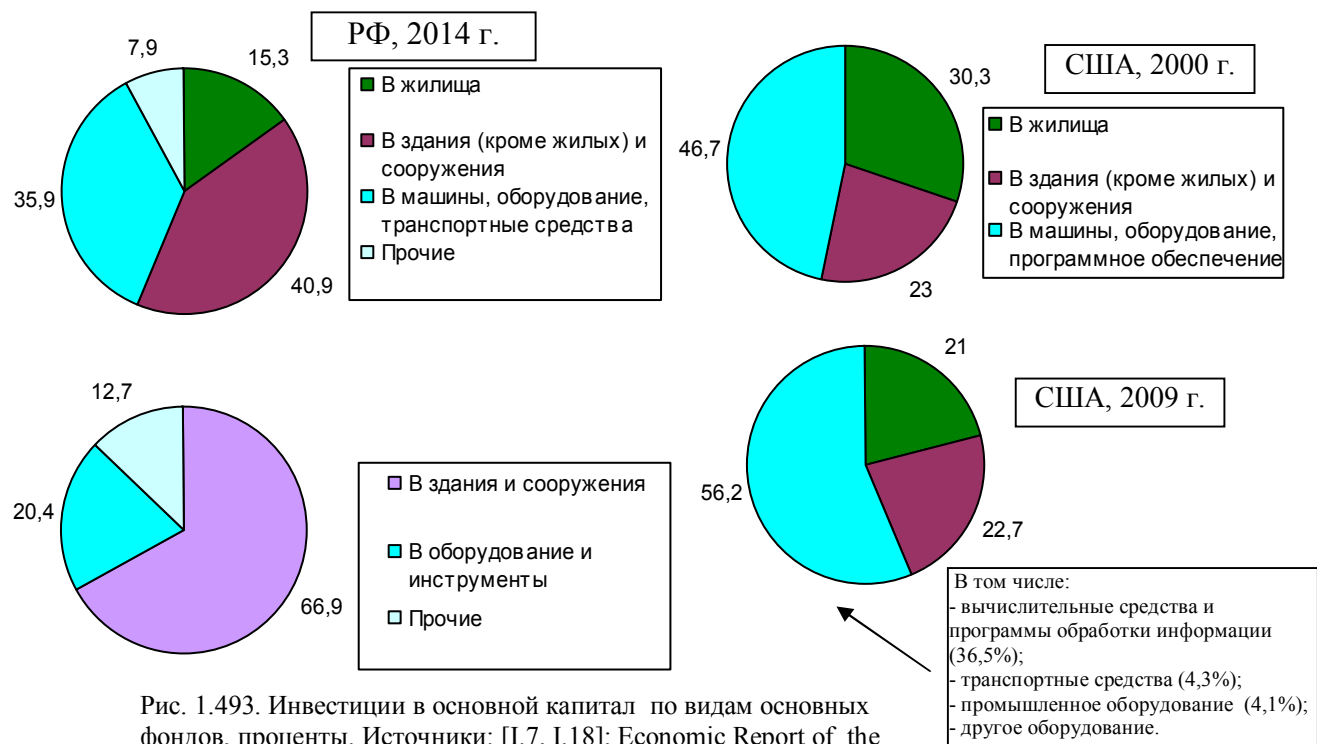 РФ, 2014 г.
7,9
15,3
35,9
40,9
В жилища
В здания (кроме жилых) и
сооружения
В машины, оборудование,
транспортные средства
Прочие
США, 2000 г.
30,3
46,7
23
В жилища
В здания (кроме жилых) и
сооружения
В машины, оборудование,
программное обеспечение
12,7
20,4
66,9
В здания и сооружения
В оборудование и
инструменты
Прочие
США, 2009 г.
21
56,2
22,7
В том числе:
- вычислительные средства и
программы обработки информации
(36,5%);
- транспортные средства (4,3%);
- промышленное оборудование (4,1%);
- другое оборудование.
Рис. 1.493. Инвестиции в основной капитал по видам основных
фондов, проценты. Источники: [I.7, I.18]; Economic Report of the